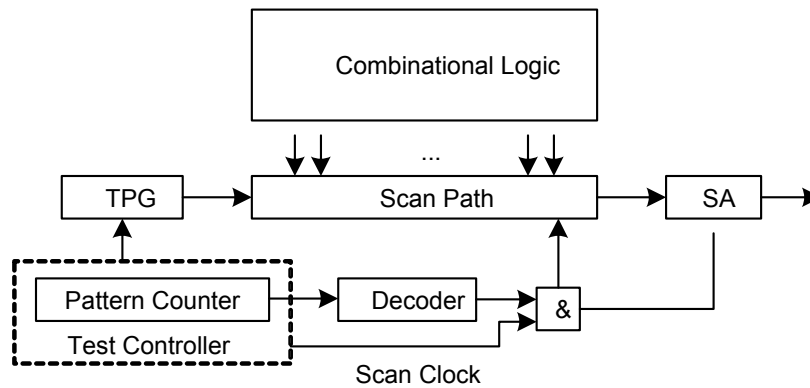 Combinational Logic
...
TPG
Scan Path
SA
Pattern Counter
Decoder
&
Test Controller
Scan Clock